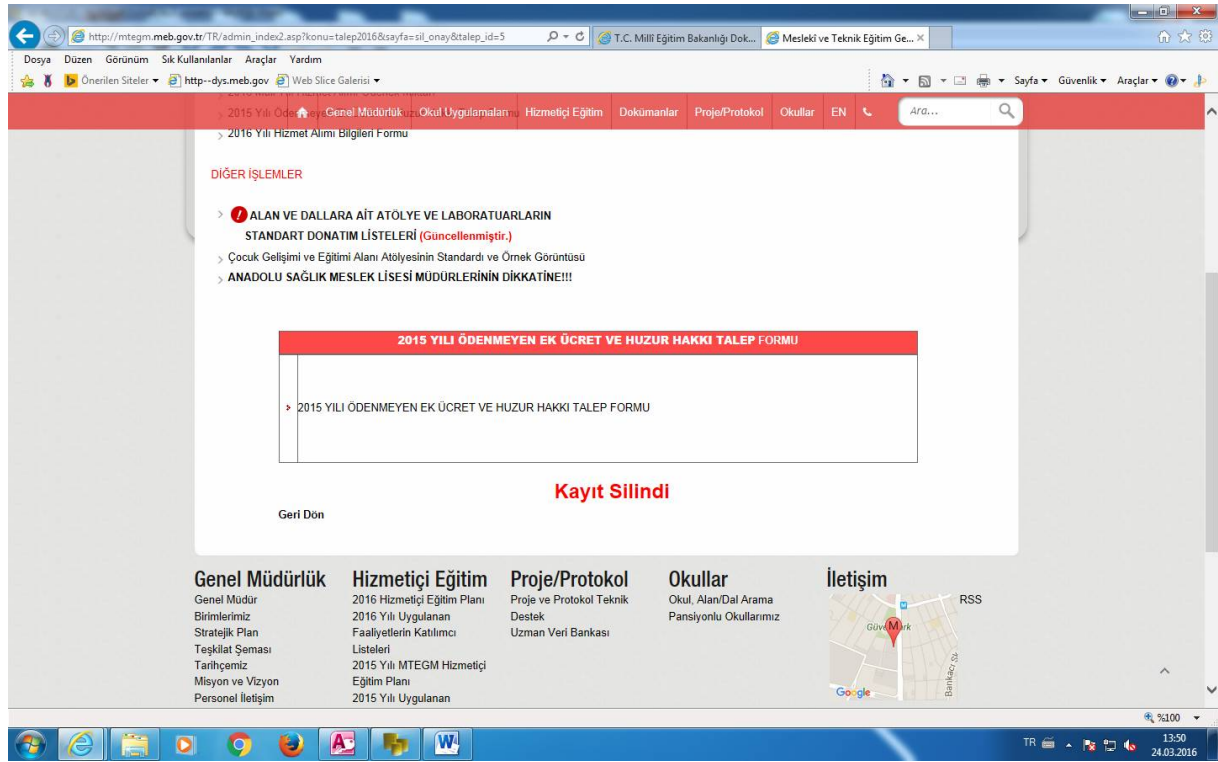 http://mtegm.meb.gov.tr/TR/admin_index2.asp?konu=talep2016&sayfa=sil_onay&talep_id=5
T.C. Millî Eğitim Bakanlığı Dok...
Mesleki ve Teknik Eğitim Ge...
Dosya Düzen Görünüm Sık Kullanılanlar Araçlar Yardım
Önerilen Siteler http--dys.meb.gov Web Slice Galerisi
Sayfa Güvenlik Araçlar
Genel Müdürlük Okul Uygulamaları Hizmetiçi Eğitim Dokümanlar Proje/Protokol Okullar EN Ara...
2016 Yılı Hizmet Alımı Bilgileri Formu
DİĞER İŞLEMLER
ALAN VE DALLARA AİT ATÖLYE VE LABORATUARLARIN
STANDART DONATIM LİSTELERİ (Güncellenmiştir.)
Çocuk Gelişimi ve Eğitimi Alanı Atölyesinin Standardı ve Örnek Görüntüsü
ANADOLU SAĞLIK MESLEK LİSESİ MÜDÜRLERİNİN DİKKATİNE!!!
2015 YILI ÖDENMEYEN EK ÜCRET VE HUZUR HAKKI TALEP FORMU
2015 YILI ÖDENMEYEN EK ÜCRET VE HUZUR HAKKI TALEP FORMU
Kayıt Silindi
Geri Dön
Genel Müdürlük
Genel Müdür
Birimlerimiz
Stratejik Plan
Teşkilat Şeması
Tarihçemiz
Misyon ve Vizyon
Personel İletişim
Hizmetiçi Eğitim
2016 Hizmetiçi Eğitim Planı
2016 Yılı Uygulanan
Faaliyetlerin Katılımcı
Listeleri
2015 Yılı MTEGM Hizmetiçi
Eğitim Planı
2015 Yılı Uygulanan
Proje/Protokol
Proje ve Protokol Teknik
Destek
Uzman Veri Bankası
Okullar
Okul, Alan/Dal Arama
Pansiyonlu Okullarımız
İletişim
RSS
M
Google
Bankacı Sk
%100
TR
13:50
24.03.2016